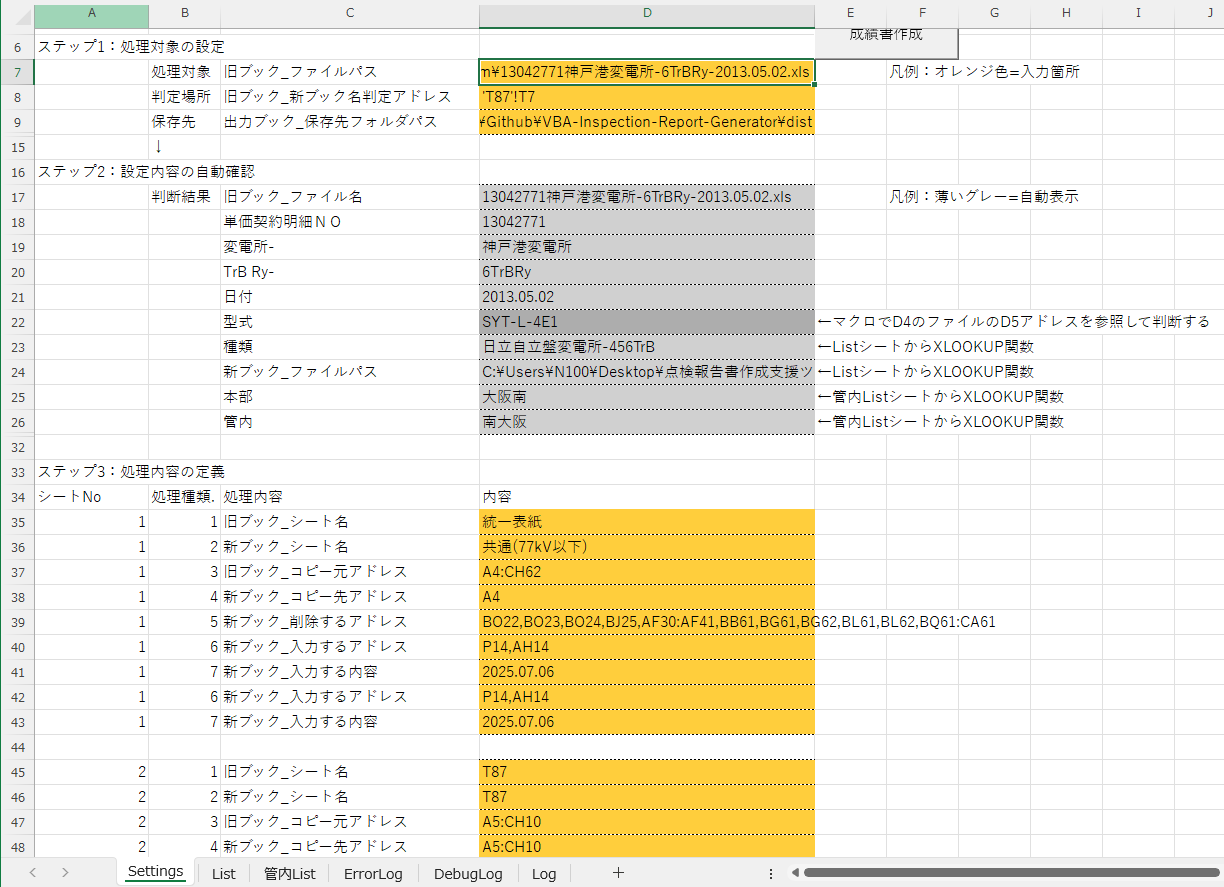 A B C D E F G H I J
成績書作成
6 ステップ1：処理対象の設定
7 処理対象 旧ブック_ファイルパス n¥13042771神戸港変電所-6TrBRy-2013.05.02.xls 凡例：オレンジ色=入力箇所
8 判定場所 旧ブック_新ブック名判定アドレス 'T87'!T7
9 保存先 出力ブック_保存先フォルダパス ¥Github¥VBA-Inspection-Report-Generator¥dist
15 ↓
16 ステップ2：設定内容の自動確認
17 判断結果 旧ブック_ファイル名 13042771神戸港変電所-6TrBRy-2013.05.02.xls 凡例：薄いグレー=自動表示
18 単価契約明細ＮＯ 13042771
19 変電所- 神戸港変電所
20 TrB Ry- 6TrBRy
21 日付 2013.05.02
22 型式 SYT-L-4E1 ←マクロでD4のファイルのD5アドレスを参照して判断する
23 種類 日立自立盤変電所-456TrB ←ListシートからXLOOKUP関数
24 新ブック_ファイルパス C:¥Users¥N100¥Desktop¥点検報告書作成支援ツ ←ListシートからXLOOKUP関数
25 本部 大阪南 ←管内ListシートからXLOOKUP関数
26 管内 南大阪 ←管内ListシートからXLOOKUP関数
32
33 ステップ3：処理内容の定義
34 シートNo 処理種類. 処理内容 内容
35 1 1 旧ブック_シート名 統一表紙
36 1 2 新ブック_シート名 共通(77kV以下)
37 1 3 旧ブック_コピー元アドレス A4:CH62
38 1 4 新ブック_コピー先アドレス A4
39 1 5 新ブック_削除するアドレス BO22,BO23,BO24,BJ25,AF30:AF41,BB61,BG61,BG62,BL61,BL62,BQ61:CA61
40 1 6 新ブック_入力するアドレス P14,AH14
41 1 7 新ブック_入力する内容 2025.07.06
42 1 6 新ブック_入力するアドレス P14,AH14
43 1 7 新ブック_入力する内容 2025.07.06
44
45 2 1 旧ブック_シート名 T87
46 2 2 新ブック_シート名 T87
47 2 3 旧ブック_コピー元アドレス A5:CH10
48 2 4 新ブック_コピー先アドレス A5:CH10
Settings List 管内List ErrorLog DebugLog Log +